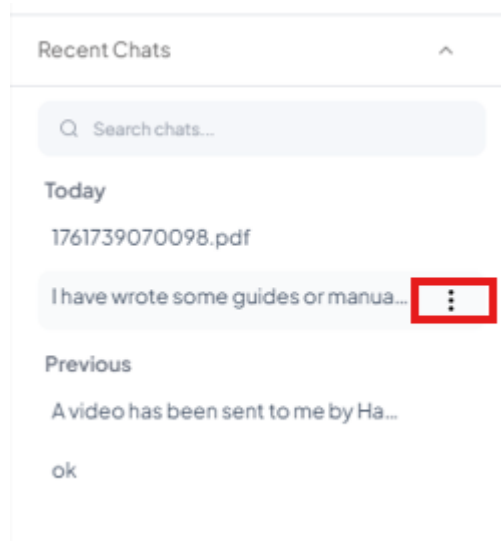 Recent Chats
Search chats...
Today
1761739070098.pdf
I have wrote some guides or manua...
Previous
A video has been sent to me by Ha...
ok